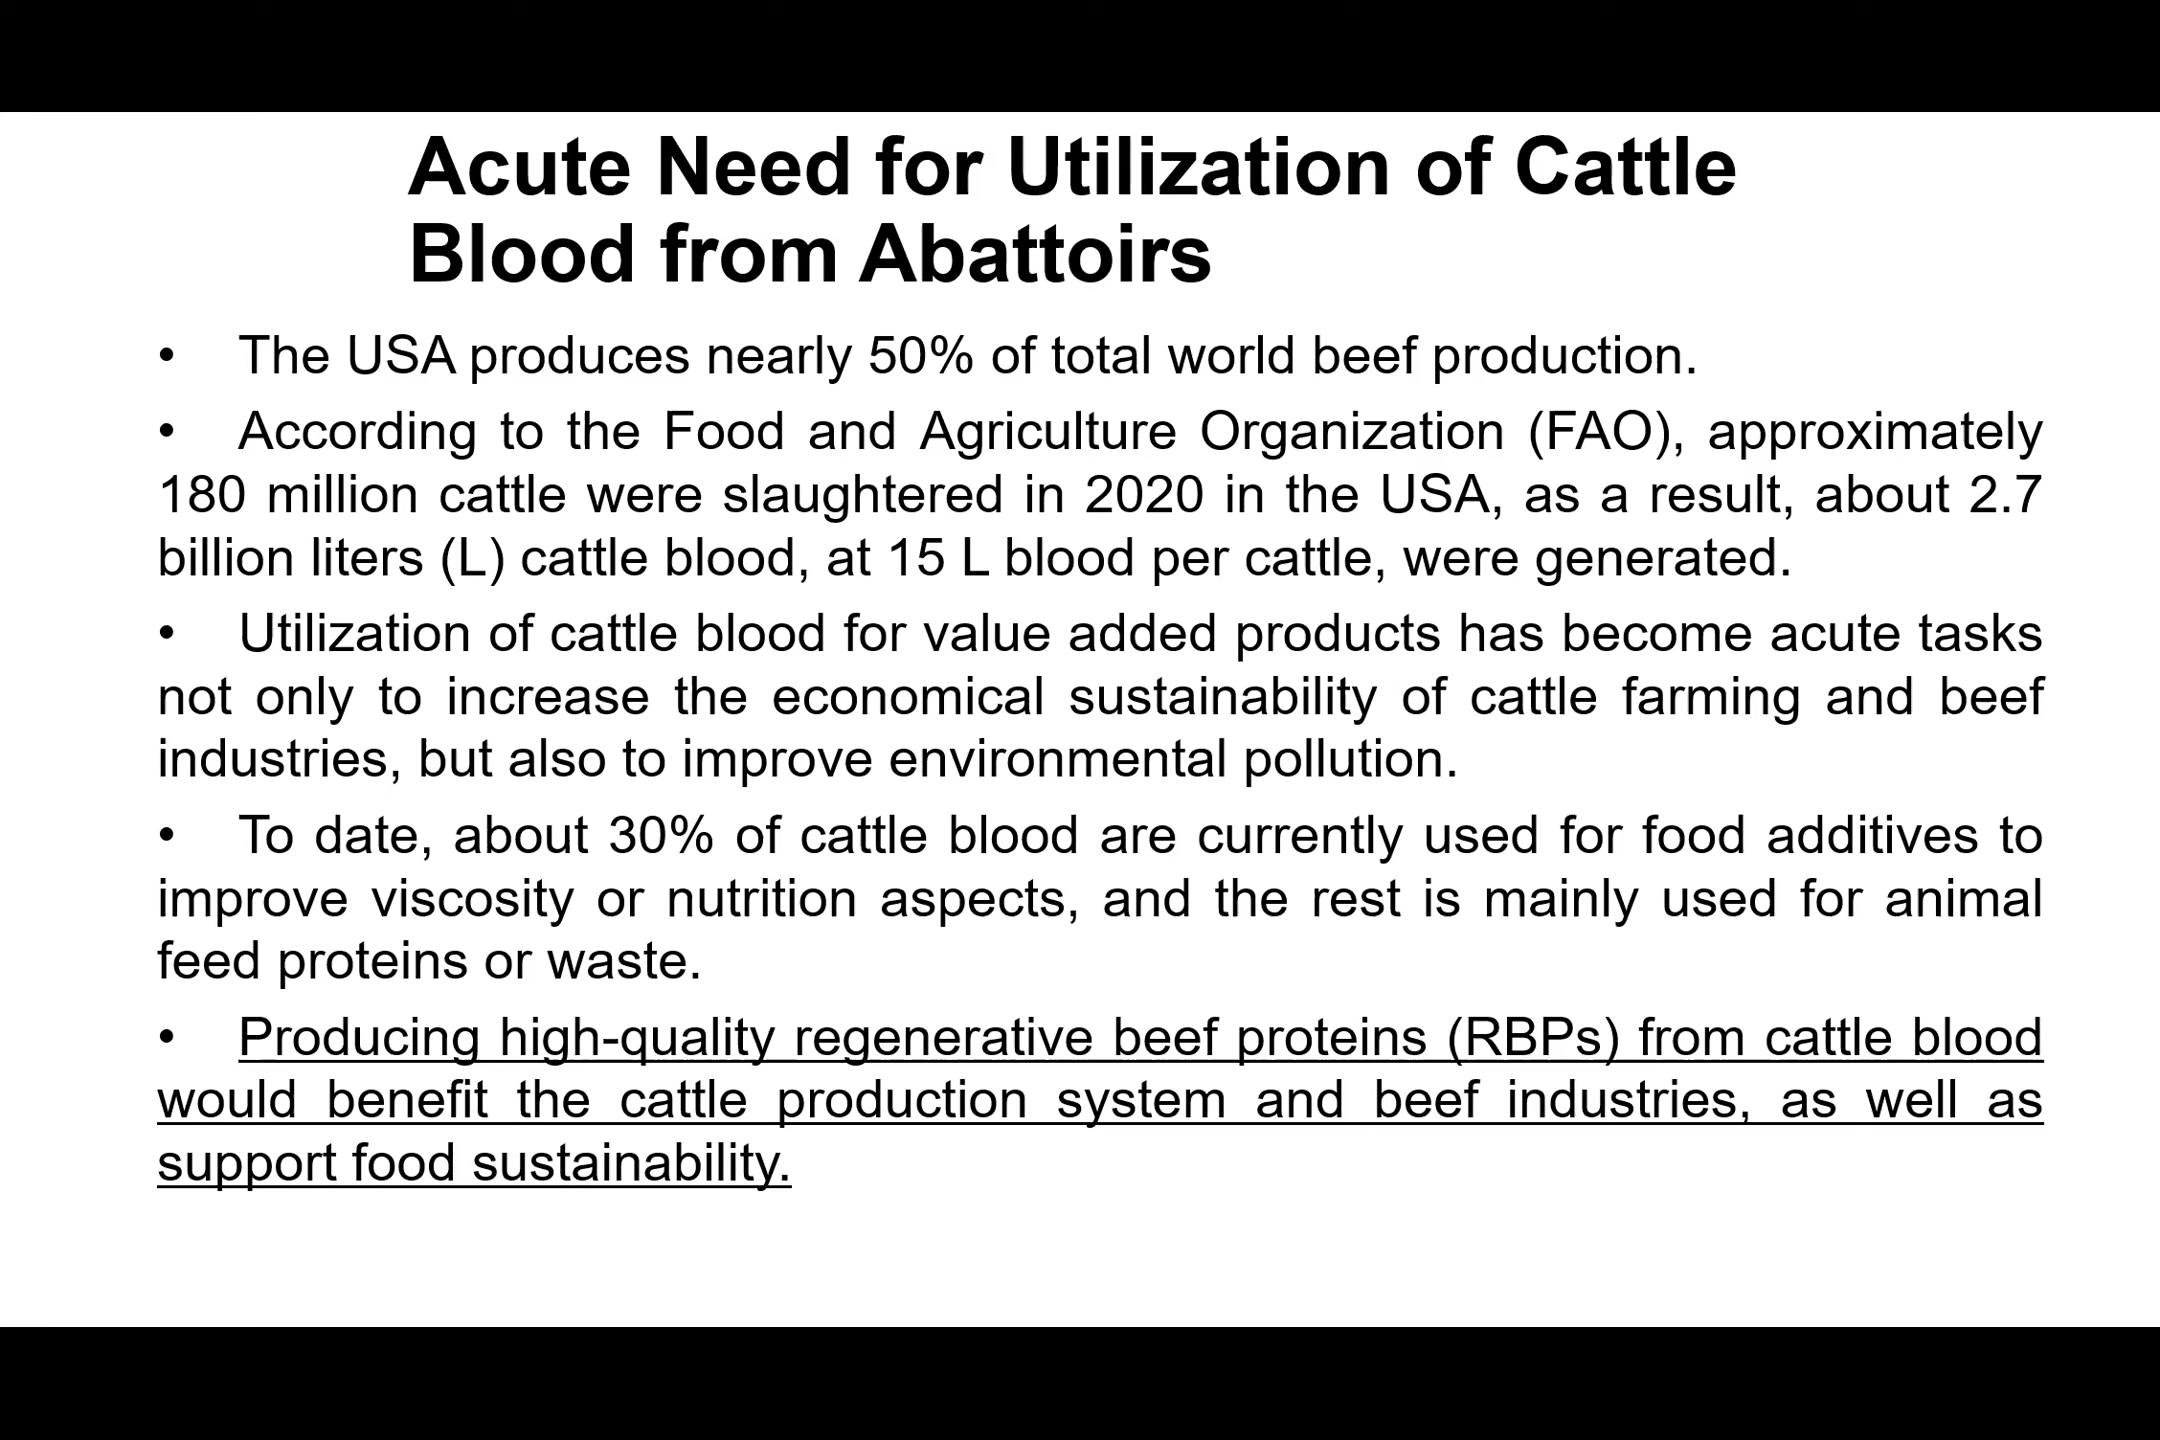 Acute Need for Utilization of Cattle
Blood from Abattoirs
• The USA produces nearly 50% of total world beef production.
• According to the Food and Agriculture Organization (FAO), approximately
180 million cattle were slaughtered in 2020 in the USA, as a result, about 2.7
billion liters (L) cattle blood, at 15 L blood per cattle, were generated.
• Utilization of cattle blood for value added products has become acute tasks
not only to increase the economical sustainability of cattle farming and beef
industries, but also to improve environmental pollution.
• To date, about 30% of cattle blood are currently used for food additives to
improve viscosity or nutrition aspects, and the rest is mainly used for animal
feed proteins or waste.
• Producing high-quality regenerative beef proteins (RBPs) from cattle blood
would benefit the cattle production system and beef industries, as well as
support food sustainability.